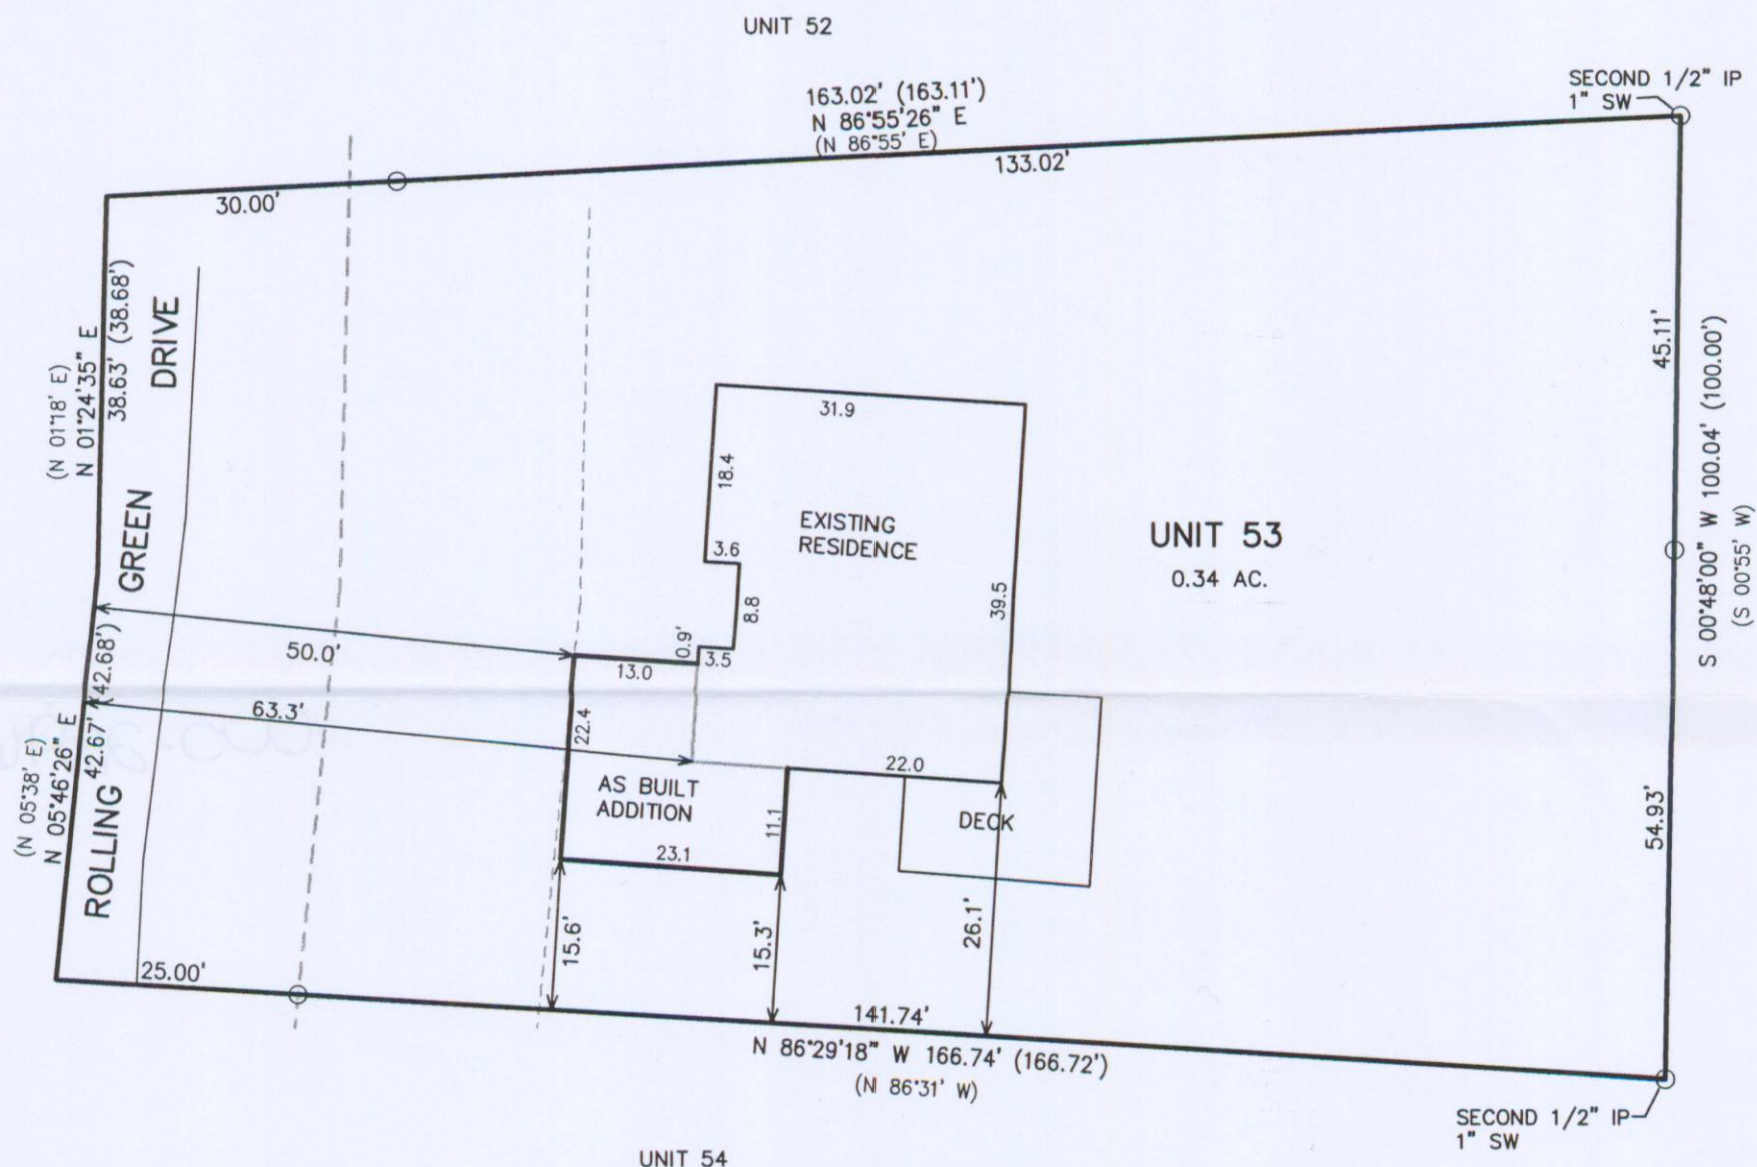 UNIT 52
163.02' (163.11')
N 86°55'26" E
(N 86°55' E)
133.02'
SECOND 1/2" IP
1" SW
30.00'
(N 01°18' E)
N 01°24'35" E
38.63' (38.68')
DRIVE
GREEN
ROLLING
(N 05°38' E)
N 05°46'26" E
42.67' (42.68')
25.00'
50.0'
63.3'
31.9
18.4
3.6
8.8
0.9'
3.5
13.0
22.4
EXISTING
RESIDENCE
39.5
22.0
AS BUILT
ADDITION
11.1
23.1
DECK
15.6'
15.3'
26.1'
UNIT 53
0.34 AC.
45.11'
S 00°48'00" W 100.04' (100.00')
(S 00°55' W)
54.93'
141.74'
N 86°29'18" W 166.74' (166.72')
(N 86°31' W)
SECOND 1/2" IP
1" SW
UNIT 54